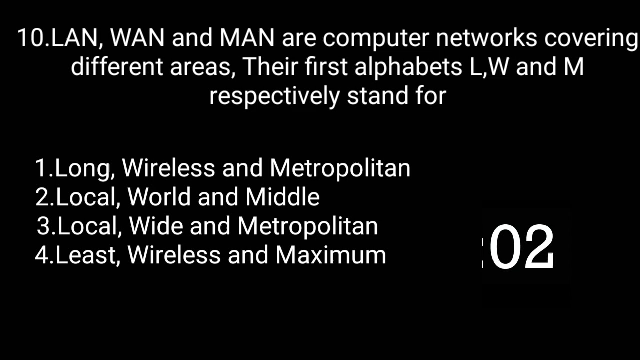 10.LAN, WAN and MAN are computer networks covering
different areas, Their first alphabets L,W and M
respectively stand for
1.Long, Wireless and Metropolitan
2.Local, World and Middle
3.Local, Wide and Metropolitan
4.Least, Wireless and Maximum
:02